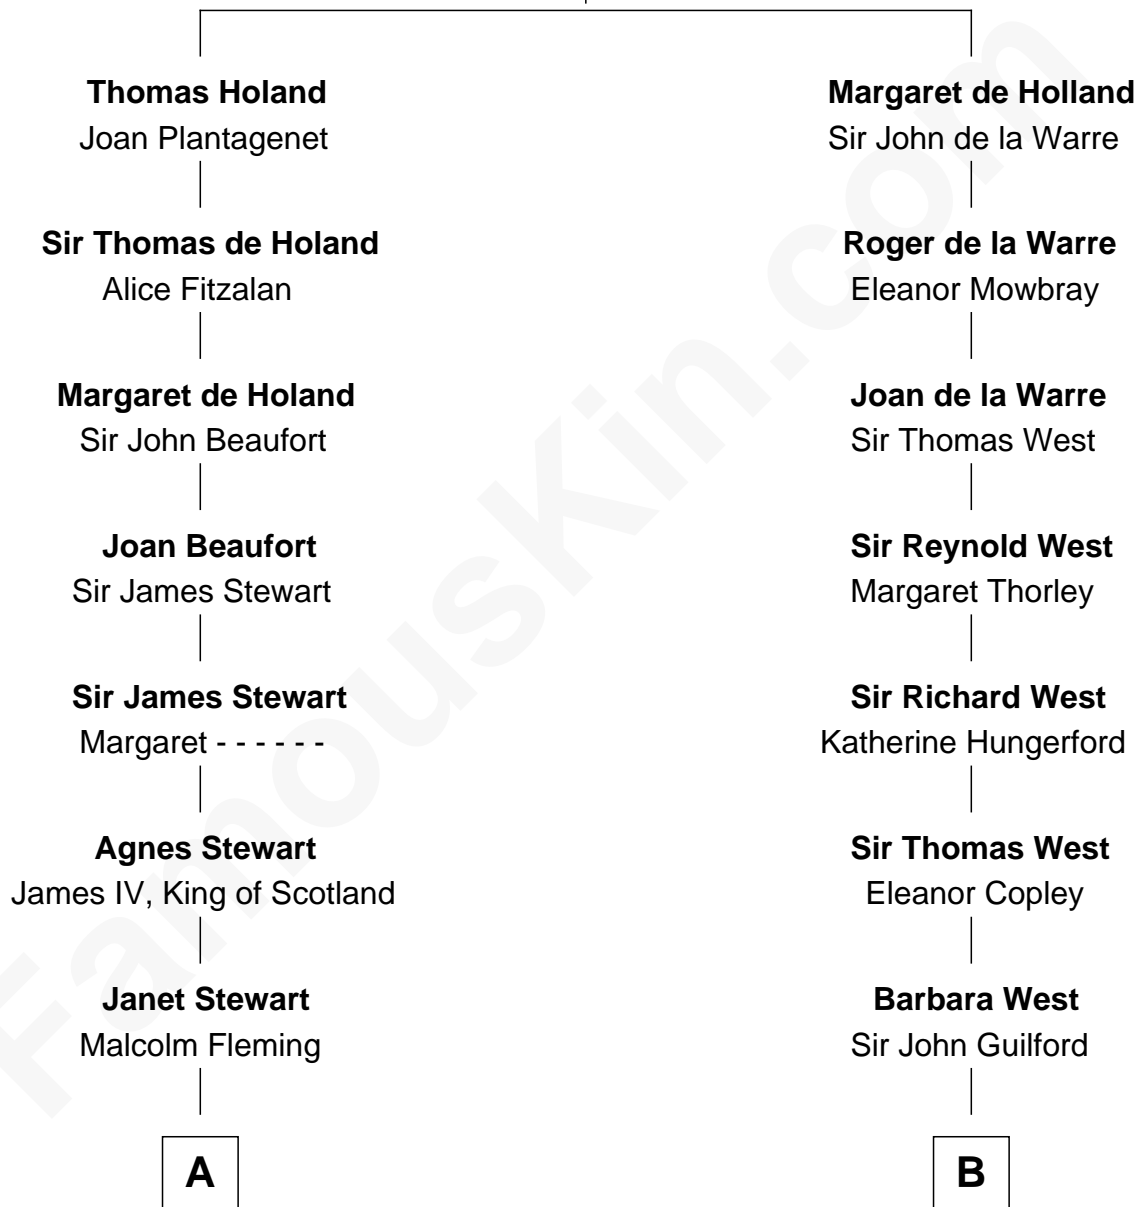 Thomas Holand
Joan Plantagenet
Sir Thomas de Holand
Alice Fitzalan
Margaret de Holand
Sir John Beaufort
Joan Beaufort
Sir James Stewart
Sir James Stewart
Margaret - - - - - -
Agnes Stewart
James IV, King of Scotland
Janet Stewart
Malcolm Fleming
A
Margaret de Holland
Sir John de la Warre
Roger de la Warre
Eleanor Mowbray
Joan de la Warre
Sir Thomas West
Sir Reynold West
Margaret Thorley
Sir Richard West
Katherine Hungerford
Sir Thomas West
Eleanor Copley
Barbara West
Sir John Guilford
B
FamousKin.com